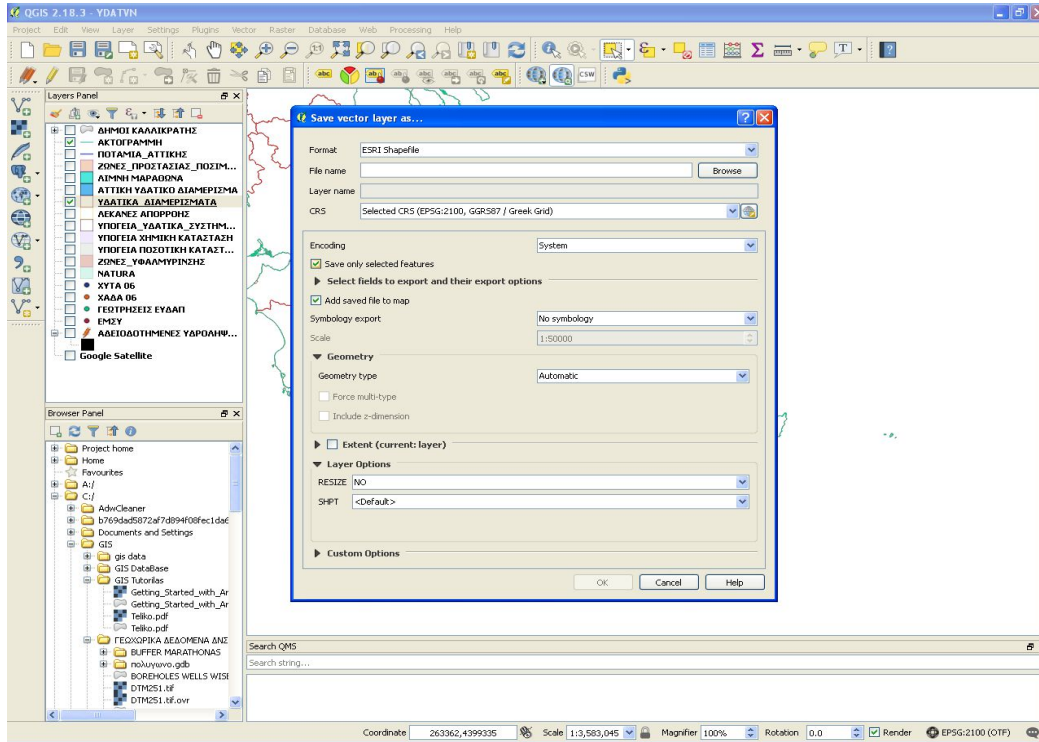 QGIS 2.18.3 - YDATVN
Project Edit View Layer Settings Plugins Vector Raster Database Web Processing Help
CSW
Layers Panel
ΔΗΜΟΙ ΚΑΛΛΙΚΡΑΤΗΣ
ΑΚΤΟΓΡΑΜΜΗ
ΠΟΤΑΜΙΑ_ΑΤΤΙΚΗΣ
ΖΩΝΕΣ_ΠΡΟΣΤΑΣΙΑΣ_ΠΟΣΙΜ...
ΛΙΜΝΗ ΜΑΡΑΘΩΝΑ
ΑΤΤΙΚΗ ΥΔΑΤΙΚΟ ΔΙΑΜΕΡΙΣΜΑ
ΥΔΑΤΙΚΑ_ΔΙΑΜΕΡΙΣΜΑΤΑ
ΛΕΚΑΝΕΣ ΑΠΟΡΡΟΗΣ
ΥΠΟΓΕΙΑ_ΥΔΑΤΙΚΑ_ΣΥΣΤΗΜ...
ΥΠΟΓΕΙΑ ΧΗΜΙΚΗ ΚΑΤΑΣΤΑΣΗ
ΥΠΟΓΕΙΑ ΠΟΣΟΤΙΚΗ ΚΑΤΑΣΤ...
ΖΩΝΕΣ_ΥΦΑΛΜΥΡΙΝΣΗΣ
NATURA
ΧΥΤΑ 06
ΧΑΔΑ 06
ΓΕΩΤΡΗΣΕΙΣ ΕΥΔΑΠ
ΕΜΣΥ
ΑΔΕΙΟΔΟΤΗΜΕΝΕΣ ΥΔΡΟΛΗΨ...
Google Satellite
Browser Panel
Project home
Home
Favourites
A:/
C:/
AdwCleaner
b769dad5872af7d894f08fec1da6
Documents and Settings
GIS
gis data
GIS DataBase
GIS Tutorilas
Getting_Started_with_Ar
Getting_Started_with_Ar
Teliko.pdf
Teliko.pdf
ΓΕΩΧΩΡΙΚΑ ΔΕΔΟΜΕΝΑ ΔΝΣ
BUFFER MARATHONAS
πολυγωνο.gdb
BOREHOLES WELLS WISE
DTM251.tif
DTM251.tif.ovr
Save vector layer as...
Format ESRI Shapefile
File name Browse
Layer name
CRS Selected CRS (EPSG:2100, GGRS87 / Greek Grid)
Encoding System
Save only selected features
Select fields to export and their export options
Add saved file to map
Symbology export No symbology
Scale 1:50000
Geometry
Geometry type Automatic
Force multi-type
Include z-dimension
Extent (current: layer)
Layer Options
RESIZE NO
SHPT <Default>
Custom Options
OK Cancel Help
Search QMS
Search string...
Coordinate 263362,4399335 Scale 1:3,583,045 Magnifier 100% Rotation 0.0 Render EPSG:2100 (OTF)